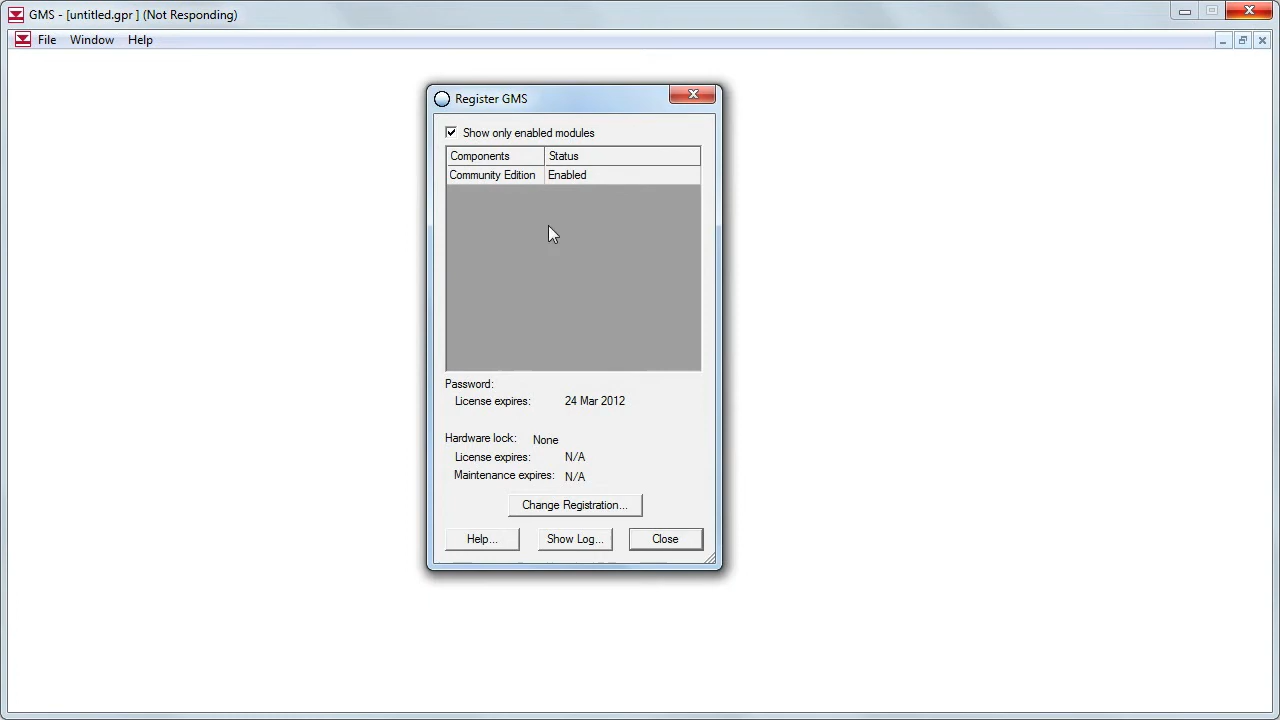 GMS - [untitled.gpr ] (Not Responding)
File Window Help
Register GMS
Show only enabled modules
Components Status
Community Edition Enabled
Password:
License expires: 24 Mar 2012
Hardware lock: None
License expires: N/A
Maintenance expires: N/A
Change Registration...
Help... Show Log... Close